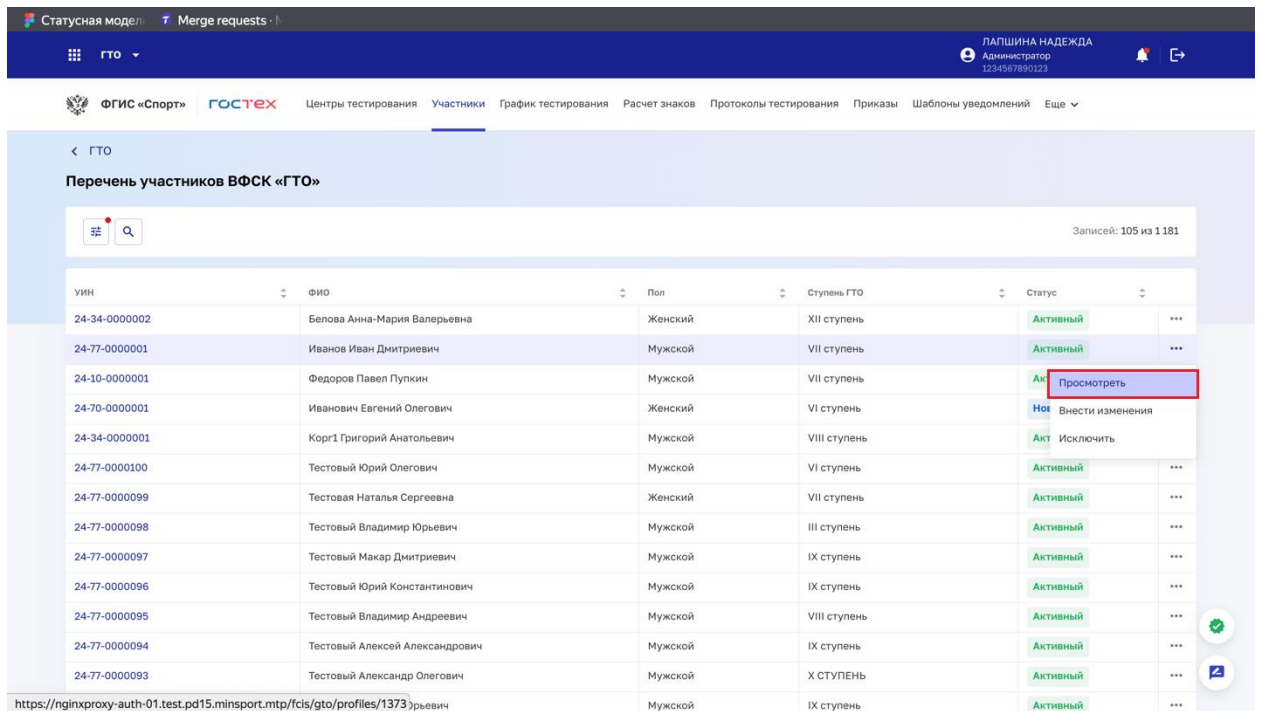 Статусная модел
Merge requests · M
ГТО
ЛАПШИНА НАДЕЖДА
Администратор
1234567890123
ФГИС «Спорт» ГОСТЕХ Центры тестирования Участники График тестирования Расчет знаков Протоколы тестирования Приказы Шаблоны уведомлений Еще
ГТО
Перечень участников ВФСК «ГТО»
Записей: 105 из 1 181
УИН ФИО Пол Ступень ГТО Статус
24-34-0000002 Белова Анна-Мария Валерьевна Женский XII ступень Активный
24-77-0000001 Иванов Иван Дмитриевич Мужской VII ступень Активный
24-10-0000001 Федоров Павел Пупкин Мужской VII ступень Ак Просмотреть
24-70-0000001 Иванович Евгений Олегович Женский VI ступень Нов Внести изменения
24-34-0000001 Корг1 Григорий Анатольевич Мужской VIII ступень Акт Исключить
24-77-0000100 Тестовый Юрий Олегович Мужской VI ступень Активный
24-77-0000099 Тестовая Наталья Сергеевна Женский VII ступень Активный
24-77-0000098 Тестовый Владимир Юрьевич Мужской III ступень Активный
24-77-0000097 Тестовый Макар Дмитриевич Мужской IX ступень Активный
24-77-0000096 Тестовый Юрий Константинович Мужской IX ступень Активный
24-77-0000095 Тестовый Владимир Андреевич Мужской VIII ступень Активный
24-77-0000094 Тестовый Алексей Александрович Мужской IX ступень Активный
24-77-0000093 Тестовый Александр Олегович Мужской X СТУПЕНЬ Активный
https://nginxproxy-auth-01.test.pd15.minsport.mtp/fcis/gto/profiles/1373 рьевич Мужской IX ступень Активный